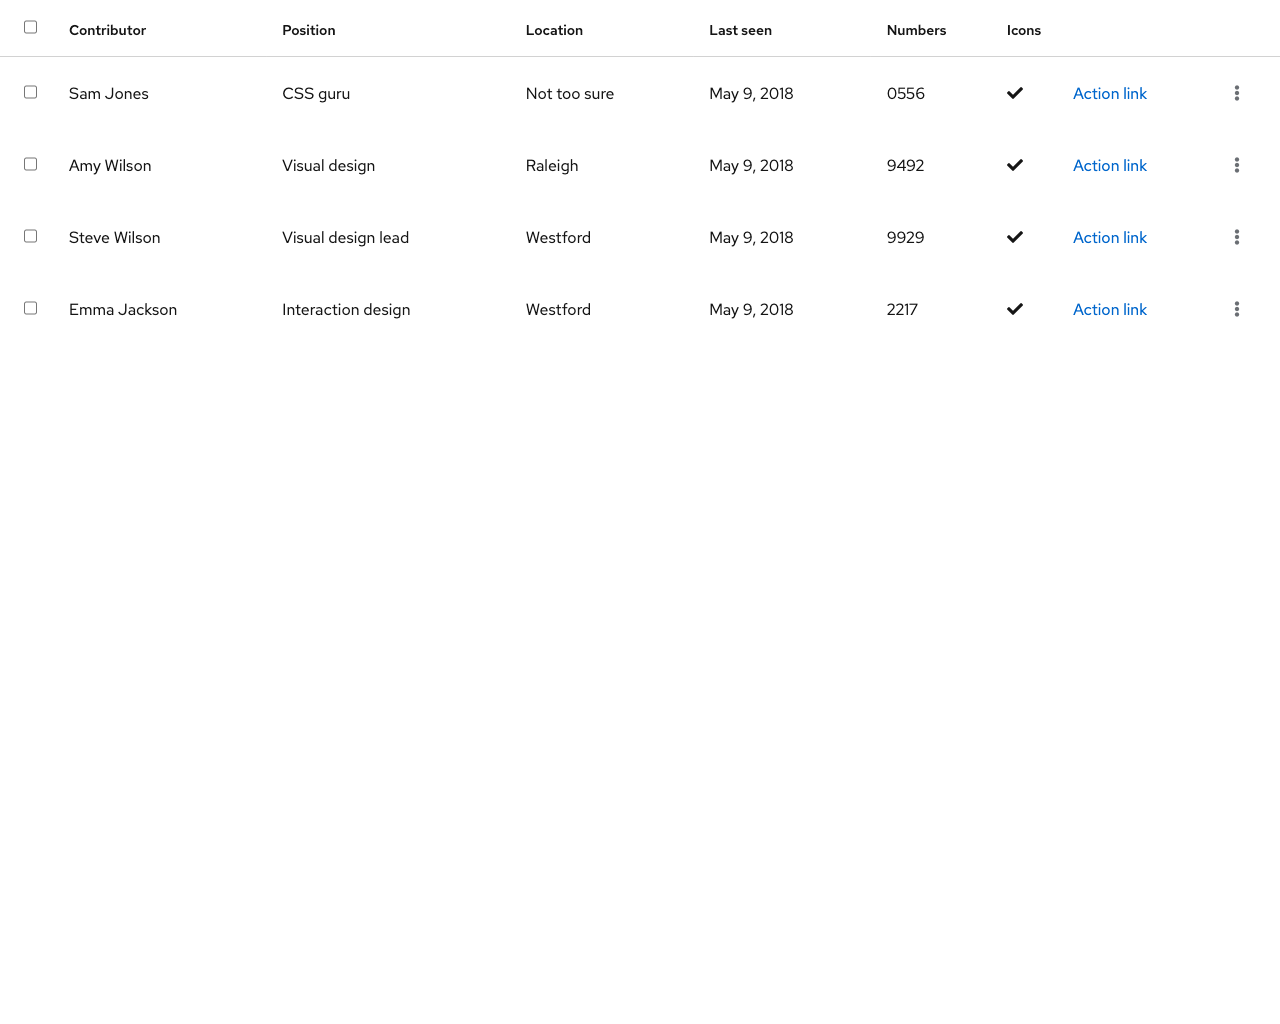 Contributor Position Location Last seen Numbers Icons
Sam Jones CSS guru Not too sure May 9, 2018 0556 Action link
Amy Wilson Visual design Raleigh May 9, 2018 9492 Action link
Steve Wilson Visual design lead Westford May 9, 2018 9929 Action link
Emma Jackson Interaction design Westford May 9, 2018 2217 Action link